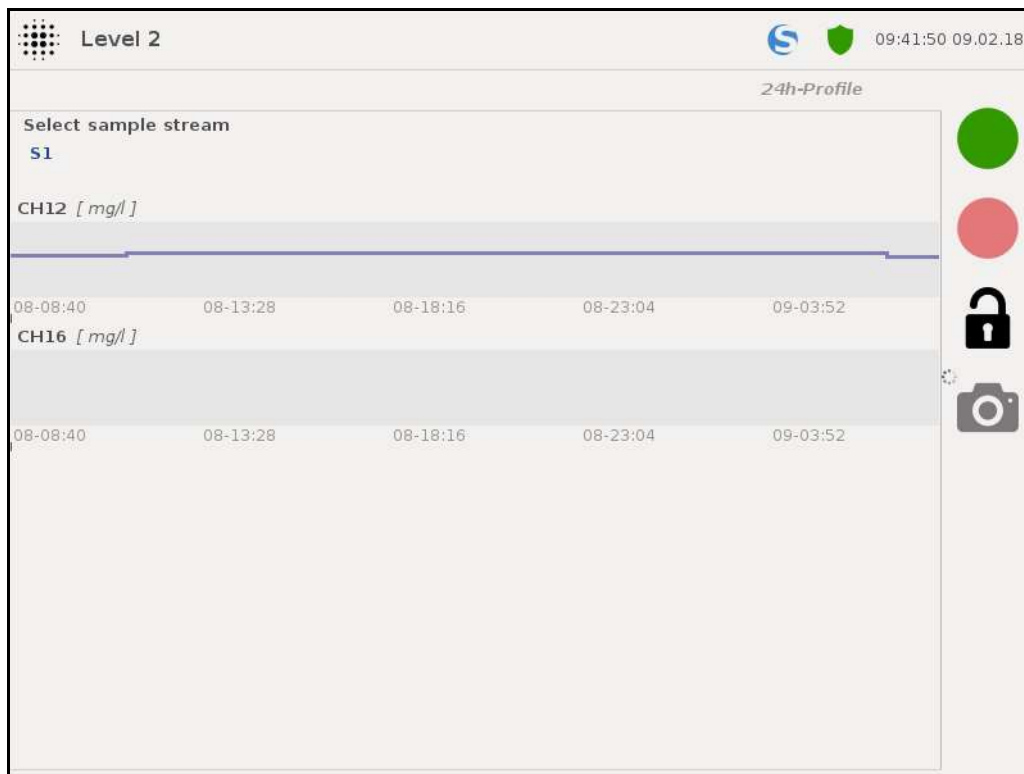 Level 2
09:41:50 09.02.18
24h-Profile
Select sample stream
S1
CH12 [ mg/l ]
08-08:40 08-13:28 08-18:16 08-23:04 09-03:52
CH16 [ mg/l ]
08-08:40 08-13:28 08-18:16 08-23:04 09-03:52